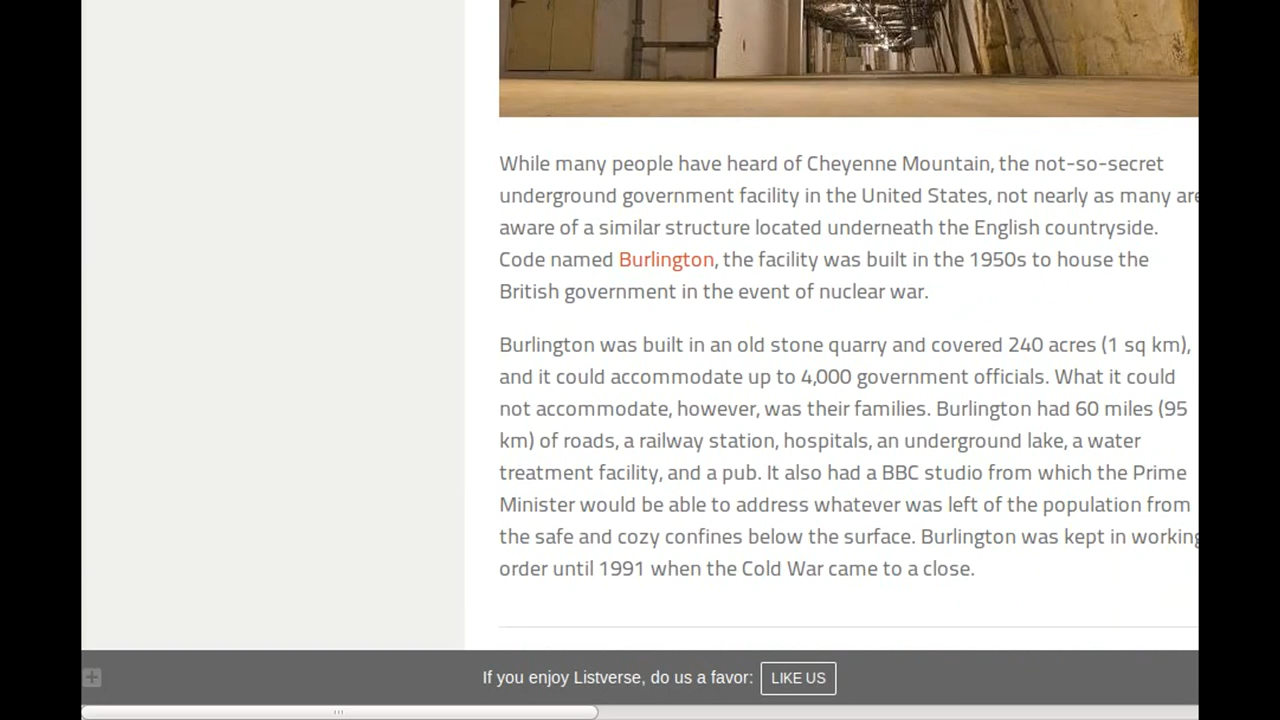 While many people have heard of Cheyenne Mountain, the not-so-secret
underground government facility in the United States, not nearly as many are
aware of a similar structure located underneath the English countryside.
Code named Burlington, the facility was built in the 1950s to house the
British government in the event of nuclear war.
Burlington was built in an old stone quarry and covered 240 acres (1 sq km),
and it could accommodate up to 4,000 government officials. What it could
not accommodate, however, was their families. Burlington had 60 miles (95
km) of roads, a railway station, hospitals, an underground lake, a water
treatment facility, and a pub. It also had a BBC studio from which the Prime
Minister would be able to address whatever was left of the population from
the safe and cozy confines below the surface. Burlington was kept in working
order until 1991 when the Cold War came to a close.
If you enjoy Listverse, do us a favor: LIKE US